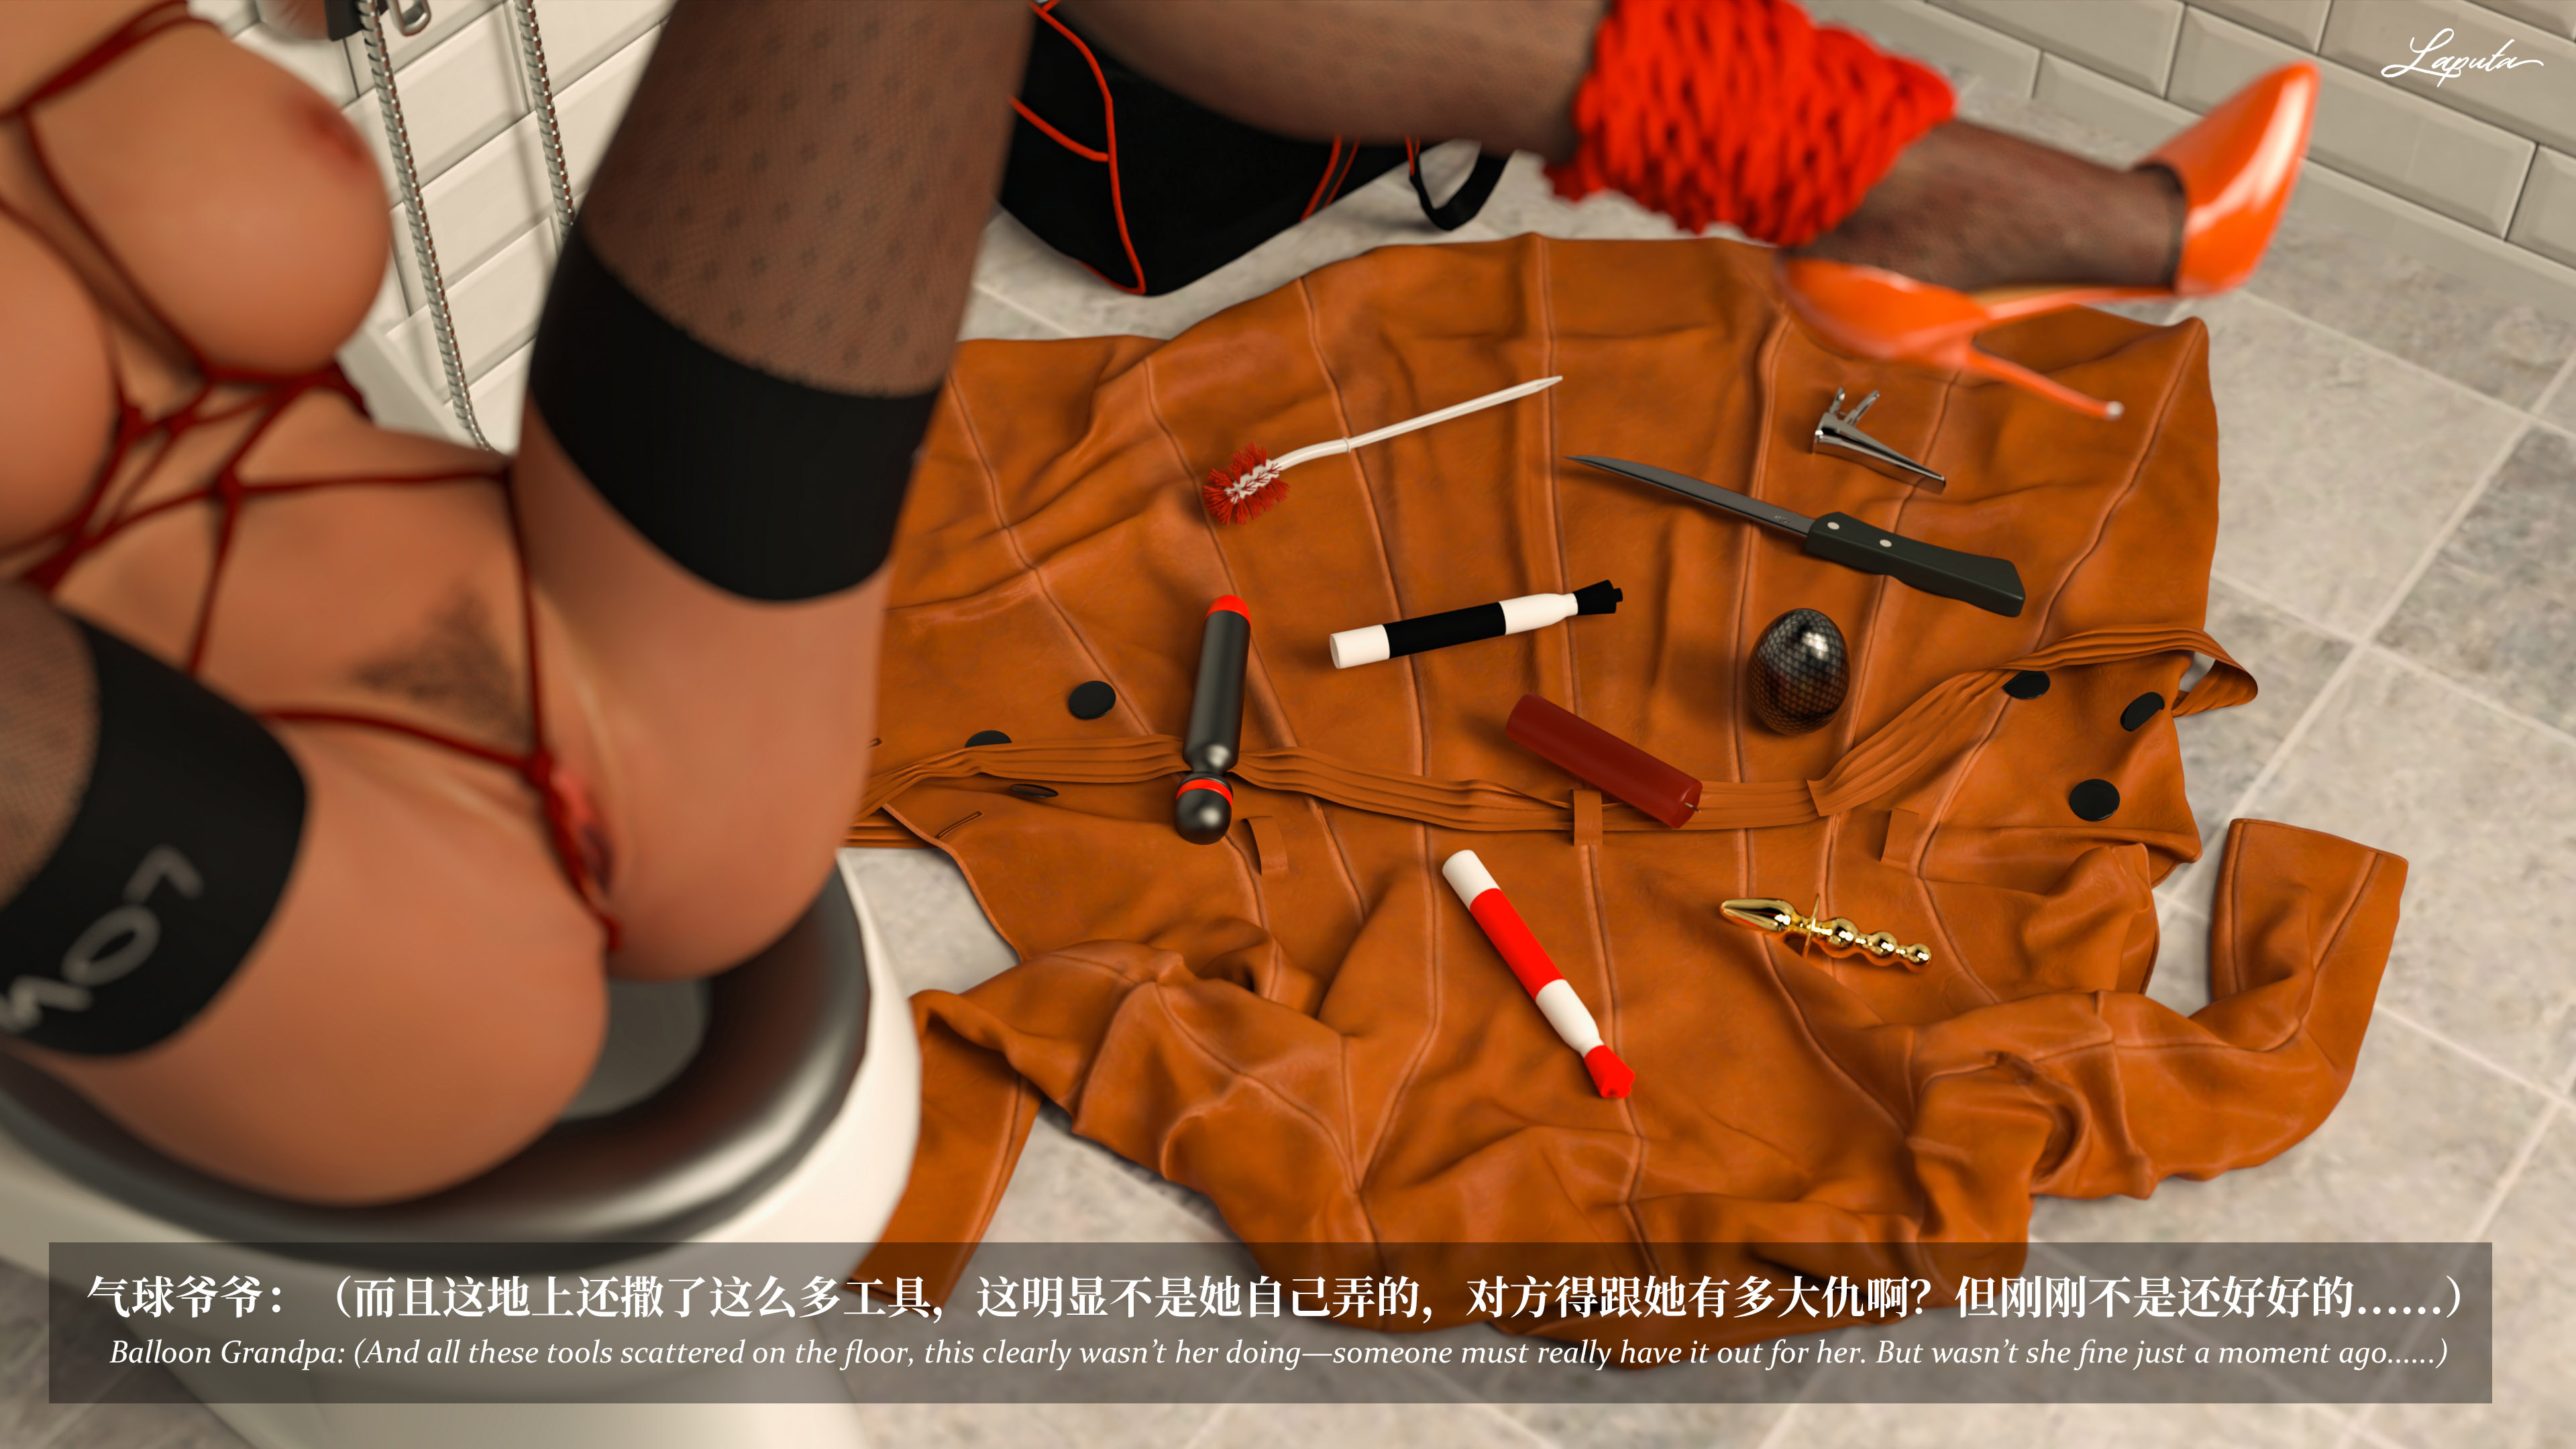 Laputa
LOV
气球爷爷：（而且这地上还撒了这么多工具，这明显不是她自己弄的，对方得跟她有多大仇啊？但刚刚不是还好好的……）
Balloon Grandpa: (And all these tools scattered on the floor, this clearly wasn’t her doing—someone must really have it out for her. But wasn’t she fine just a moment ago......)